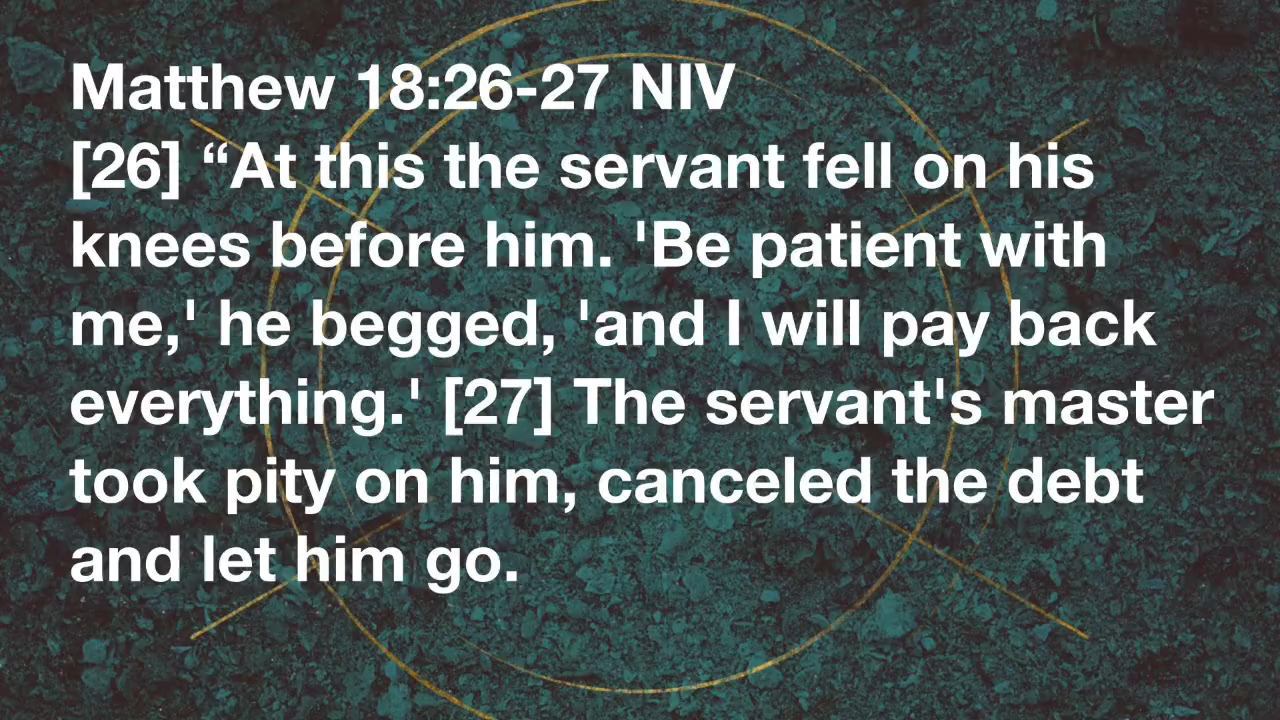 Matthew 18:26-27 NIV
[26] “At this the servant fell on his
knees before him. 'Be patient with
me,' he begged, 'and I will pay back
everything.' [27] The servant's master
took pity on him, canceled the debt
and let him go.